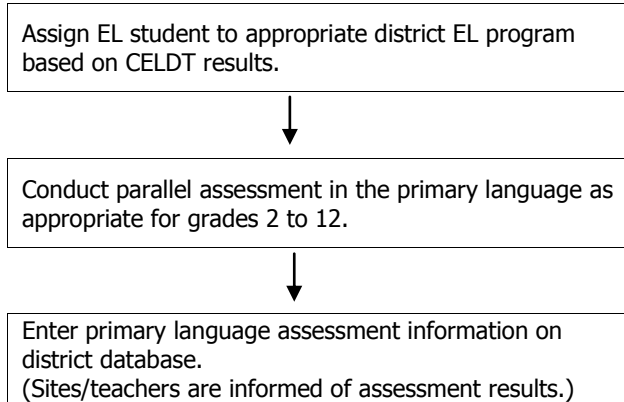 Assign EL student to appropriate district EL program
based on CELDT results.
Conduct parallel assessment in the primary language as
appropriate for grades 2 to 12.
Enter primary language assessment information on
district database.
(Sites/teachers are informed of assessment results.)